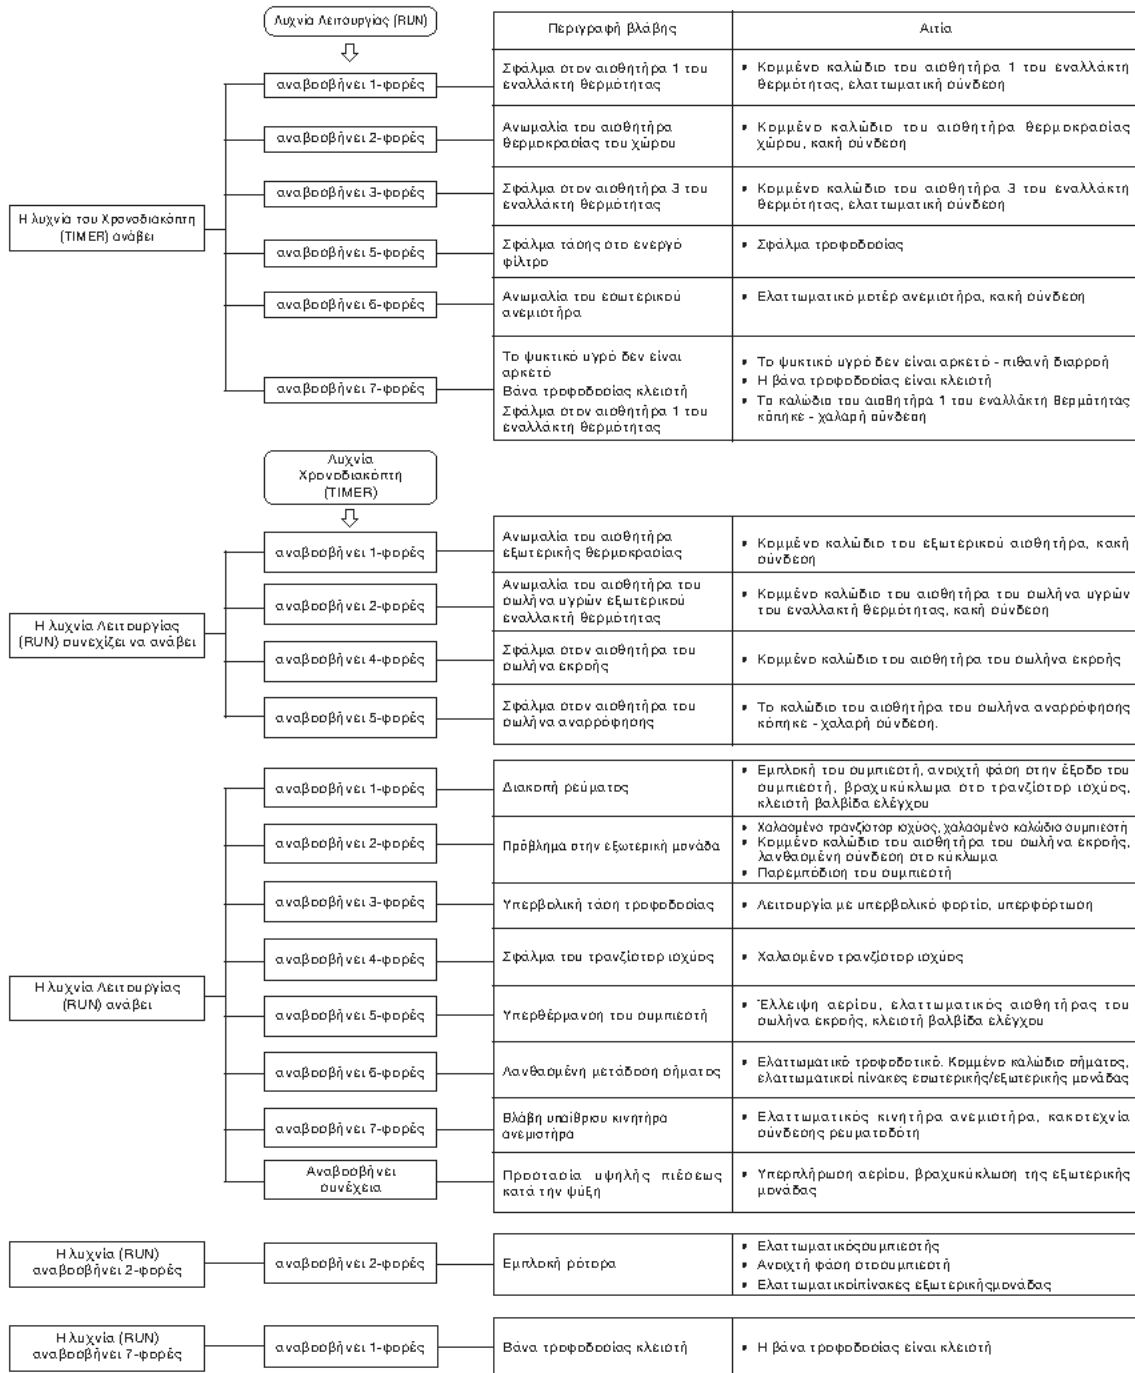 Λυχνία Λειτουργίας (RUN)
Περιγραφή βλάβης
Αιτία
αναβοσβήνει 1-φορές
Σφάλμα στον αισθητήρα 1 του
εναλλάκτη θερμότητας
• Κομμένο καλώδιο του αισθητήρα 1 του εναλλάκτη
θερμότητας, ελαττωματική σύνδεση
αναβοσβήνει 2-φορές
Ανωμαλία του αισθητήρα
θερμοκρασίας του χώρου
• Κομμένο καλώδιο του αισθητήρα θερμοκρασίας
χώρου, κακή σύνδεση
Η λυχνία του Χρονοδιακόπτη
(TIMER) ανάβει
αναβοσβήνει 3-φορές
Σφάλμα στον αισθητήρα 3 του
εναλλάκτη θερμότητας
• Κομμένο καλώδιο του αισθητήρα 3 του εναλλάκτη
θερμότητας, ελαττωματική σύνδεση
αναβοσβήνει 5-φορές
Σφάλμα τάσης στο ενεργό
φίλτρο
• Σφάλμα τροφοδοσίας
αναβοσβήνει 6-φορές
Ανωμαλία του εσωτερικού
ανεμιστήρα
• Ελαττωματικό μοτέρ ανεμιστήρα, κακή σύνδεση
αναβοσβήνει 7-φορές
Το ψυκτικό υγρό δεν είναι
αρκετό
Βάνα τροφοδοσίας κλειστή
Σφάλμα στον αισθητήρα 1 του
εναλλάκτη θερμότητας
• Το ψυκτικό υγρό δεν είναι αρκετό - πιθανή διαρροή
• Η βάνα τροφοδοσίας είναι κλειστή
• Το καλώδιο του αισθητήρα 1 του εναλλάκτη θερμότητας
κόπηκε - χαλαρή σύνδεση
Λυχνία
Χρονοδιακόπτη
(TIMER)
αναβοσβήνει 1-φορές
Ανωμαλία του αισθητήρα
εξωτερικής θερμοκρασίας
• Κομμένο καλώδιο του εξωτερικού αισθητήρα, κακή
σύνδεση
Η λυχνία Λειτουργίας
(RUN) συνεχίζει να ανάβει
αναβοσβήνει 2-φορές
Ανωμαλία του αισθητήρα του
σωλήνα υγρών εξωτερικού
εναλλακτή θερμότητας
• Κομμένο καλώδιο του αισθητήρα του σωλήνα υγρών
του εναλλακτή θερμότητας, κακή σύνδεση
αναβοσβήνει 4-φορές
Σφάλμα στον αισθητήρα του
σωλήνα εκροής
• Κομμένο καλώδιο του αισθητήρα του σωλήνα εκροής
αναβοσβήνει 5-φορές
Σφάλμα στον αισθητήρα του
σωλήνα αναρρόφησης
• Το καλώδιο του αισθητήρα του σωλήνα αναρρόφησης
κόπηκε - χαλαρή σύνδεση.
αναβοσβήνει 1-φορές
Διακοπή ρεύματος
• Εμπλοκή του συμπιεστή, ανοιχτή φάση στην έξοδο του
συμπιεστή, βραχυκύκλωμα στο τρανζίστορ ισχύος,
κλειστή βαλβίδα ελέγχου
αναβοσβήνει 2-φορές
Πρόβλημα στην εξωτερική μονάδα
• Χαλασμένο τρανζίστορ ισχύος, χαλασμένο καλώδιο συμπιεστή
• Κομμένο καλώδιο του αισθητήρα του σωλήνα εκροής,
λανθασμένη σύνδεση στο κύκλωμα
• Παρεμπόδιση του συμπιεστή
αναβοσβήνει 3-φορές
Υπερβολική τάση τροφοδοσίας
• Λειτουργία με υπερβολικό φορτίο, υπερφόρτωση
Η λυχνία Λειτουργίας
(RUN) ανάβει
αναβοσβήνει 4-φορές
Σφάλμα του τρανζίστορ ισχύος
• Χαλασμένο τρανζίστορ ισχύος
αναβοσβήνει 5-φορές
Υπερθέρμανση του συμπιεστή
• Έλλειψη αερίου, ελαττωματικός αισθητήρας του
σωλήνα εκροής, κλειστή βαλβίδα ελέγχου
αναβοσβήνει 6-φορές
Λανθασμένη μετάδοση σήματος
• Ελαττωματικό τροφοδοτικό. Κομμένο καλώδιο σήματος,
ελαττωματικοί πίνακες εσωτερικής/εξωτερικής μονάδας
αναβοσβήνει 7-φορές
Βλάβη υπαίθριου κινητήρα
ανεμιστήρα
• Ελαττωματικός κινητήρα ανεμιστήρα, κακοτεχνία
σύνδεσης ρευματοδότη
Αναβοσβήνει
συνέχεια
Προστασία υψηλής πιέσεως
κατά την ψύξη
• Υπερπλήρωση αερίου, βραχυκύκλωση της εξωτερικής
μονάδας
Η λυχνία (RUN)
αναβοσβήνει 2-φορές
αναβοσβήνει 2-φορές
Εμπλοκή ρότορα
• Ελαττωματικόςσυμπιεστής
• Ανοιχτή φάση στοσυμπιεστή
• Ελαττωματικοίπίνακες εξωτερικήςμονάδας
Η λυχνία (RUN)
αναβοσβήνει 7-φορές
αναβοσβήνει 1-φορές
Βάνα τροφοδοσίας κλειστή
• Η βάνα τροφοδοσίας είναι κλειστή